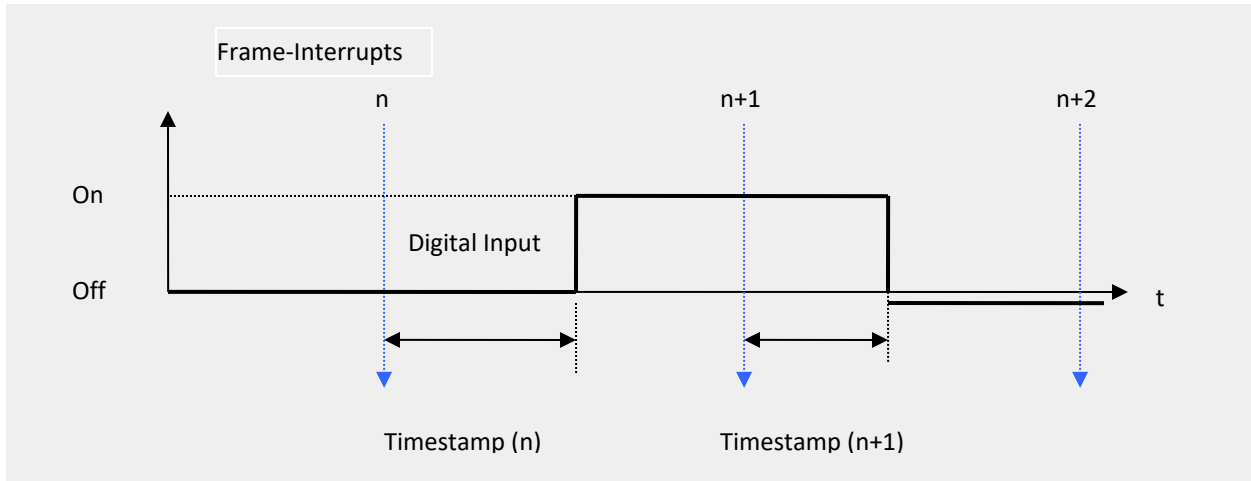 Frame-Interrupts
n n+1 n+2
On
Digital Input
Off
t
Timestamp (n) Timestamp (n+1)